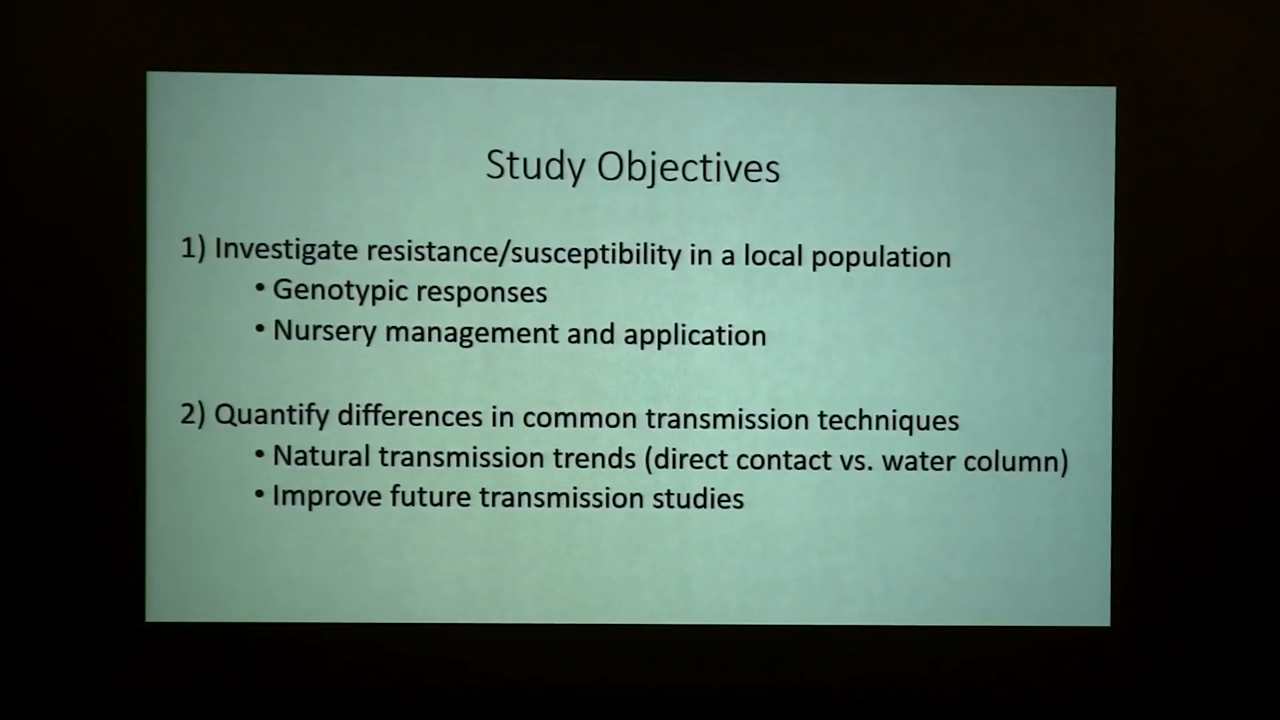 Study Objectives
1) Investigate resistance/susceptibility in a local population
• Genotypic responses
• Nursery management and application
2) Quantify differences in common transmission techniques
• Natural transmission trends (direct contact vs. water column)
• Improve future transmission studies